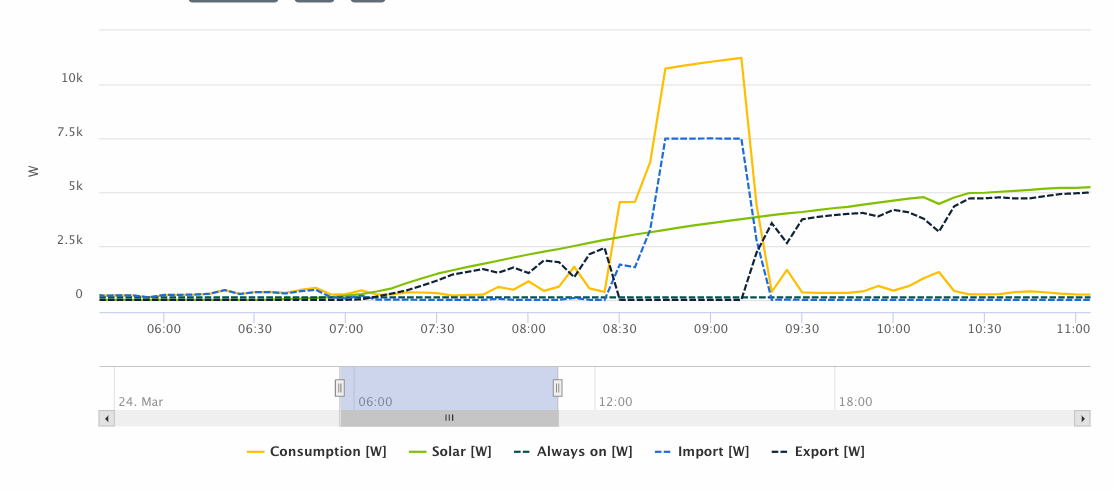 10k
7.5k
W
5k
2.5k
0
06:00 06:30 07:00 07:30 08:00 08:30 09:00 09:30 10:00 10:30 11:00
24. Mar 06:00 12:00 18:00
Consumption [W] Solar [W] Always on [W] Import [W] Export [W]